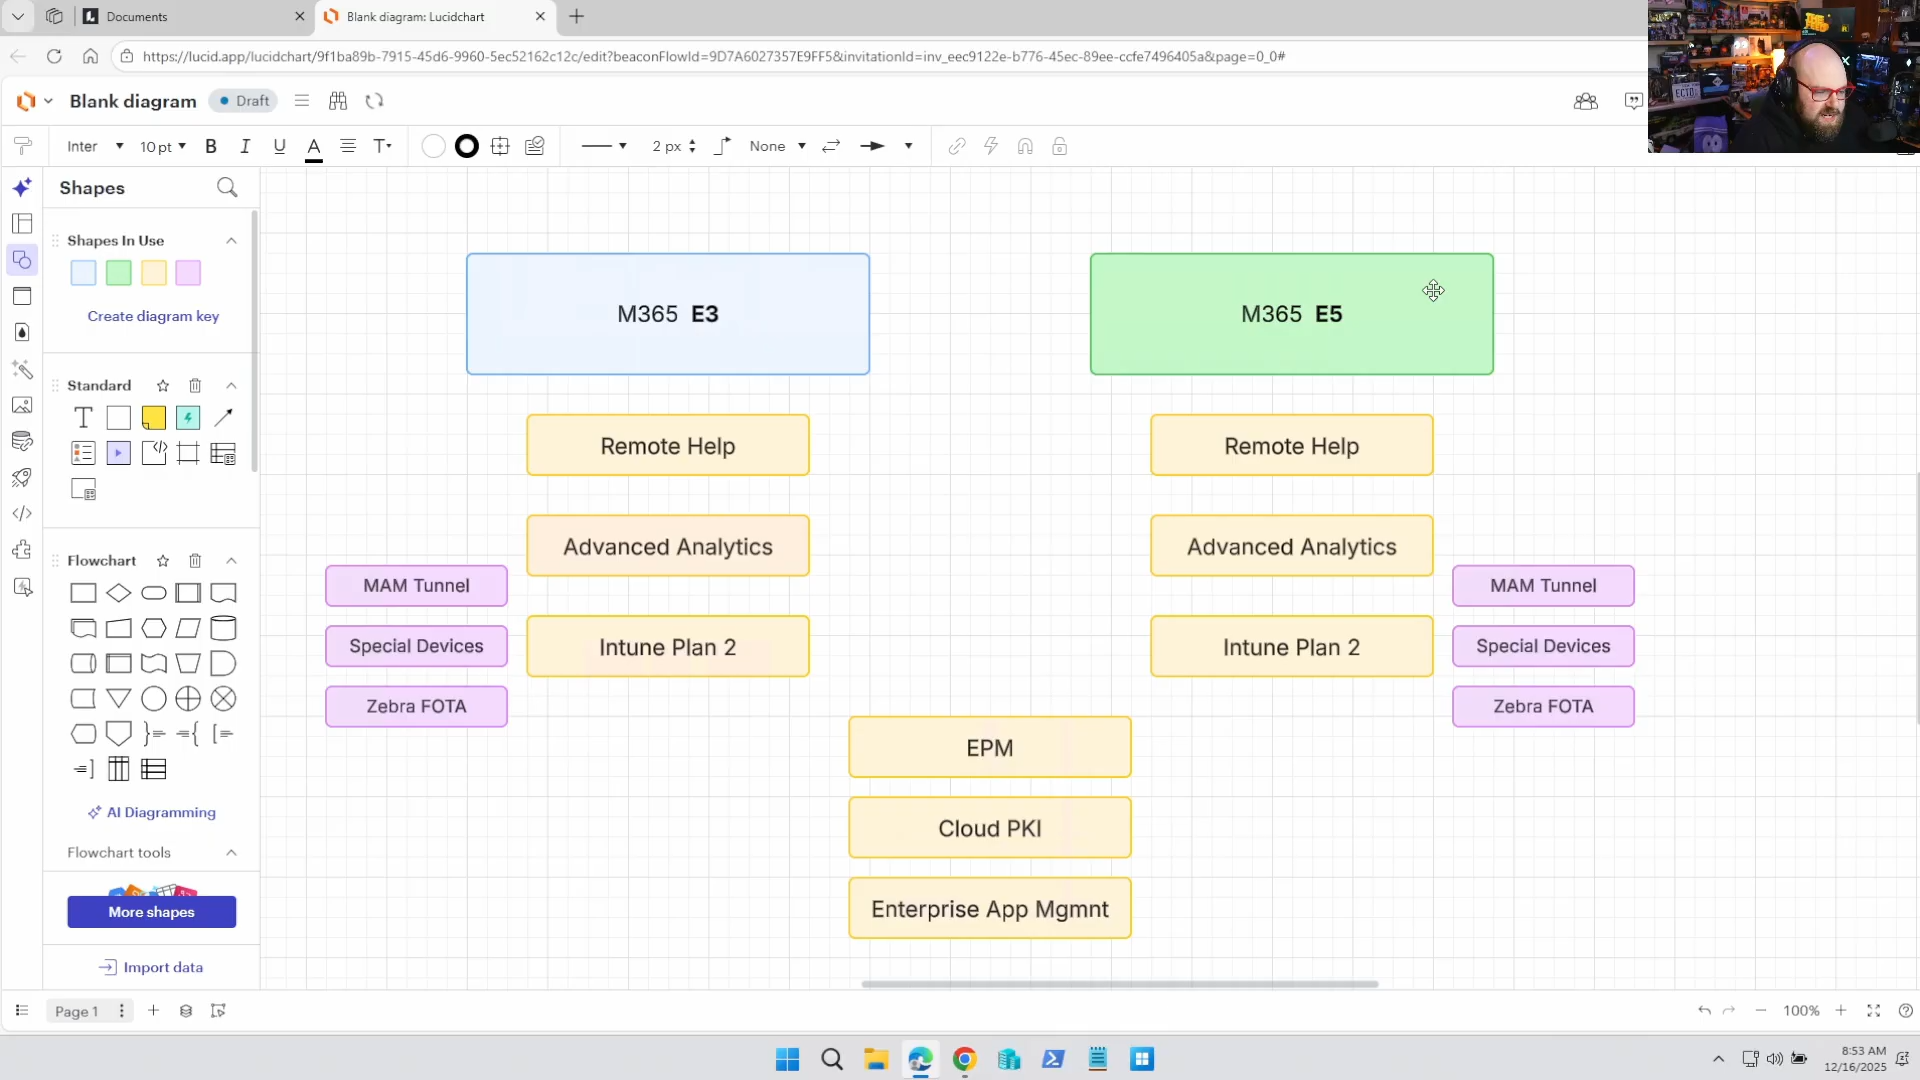 Documents
Blank diagram: Lucidchart
https://lucid.app/lucidchart/9f1ba89b-7915-45d6-9960-5ec52162c12c/edit?beaconFlowId=9D7A6027357E9FF5&invitationId=inv_eec9122e-b776-45ec-89ee-ccfe7496405a&page=0_0#
Blank diagram
Draft
Inter
10 pt
B I U A T
2 px
None
Shapes
Shapes In Use
Create diagram key
Standard
T
Flowchart
AI Diagramming
Flowchart tools
More shapes
Import data
M365 E3
M365 E5
Remote Help
Remote Help
Advanced Analytics
Advanced Analytics
MAM Tunnel
MAM Tunnel
Special Devices
Intune Plan 2
Intune Plan 2
Special Devices
Zebra FOTA
Zebra FOTA
EPM
Cloud PKI
Enterprise App Mgmnt
Page 1
100%
8:53 AM
12/16/2025